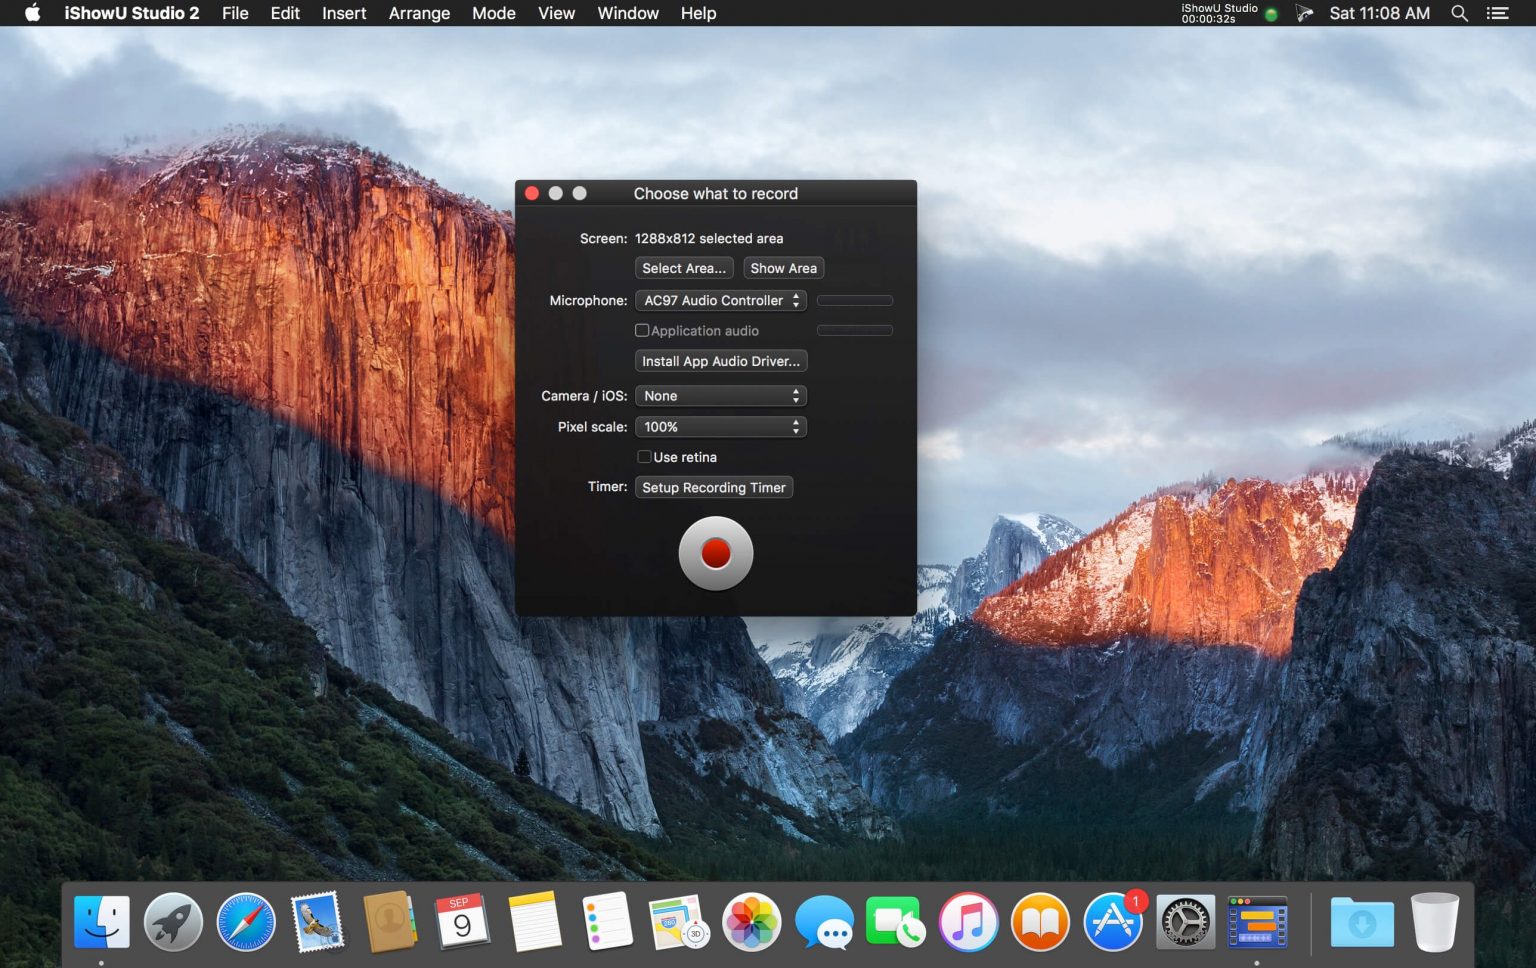 iShowU Studio 2 File Edit Insert Arrange Mode View Window Help
iShowU Studio
00:00:32s
Sat 11:08 AM
Choose what to record
Screen: 1288x812 selected area
Select Area... Show Area
Microphone: AC97 Audio Controller
Application audio
Install App Audio Driver...
Camera / iOS: None
Pixel scale: 100%
Use retina
Timer: Setup Recording Timer
SEP
9
3D
1